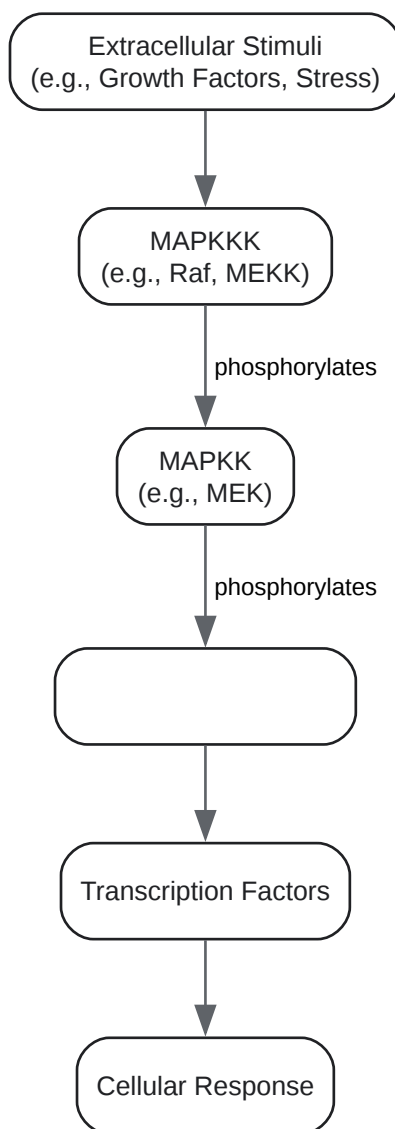 Extracellular Stimuli
(e.g., Growth Factors, Stress)
MAPKKK
(e.g., Raf, MEKK)
phosphorylates
MAPKK
(e.g., MEK)
phosphorylates
Transcription Factors
Cellular Response